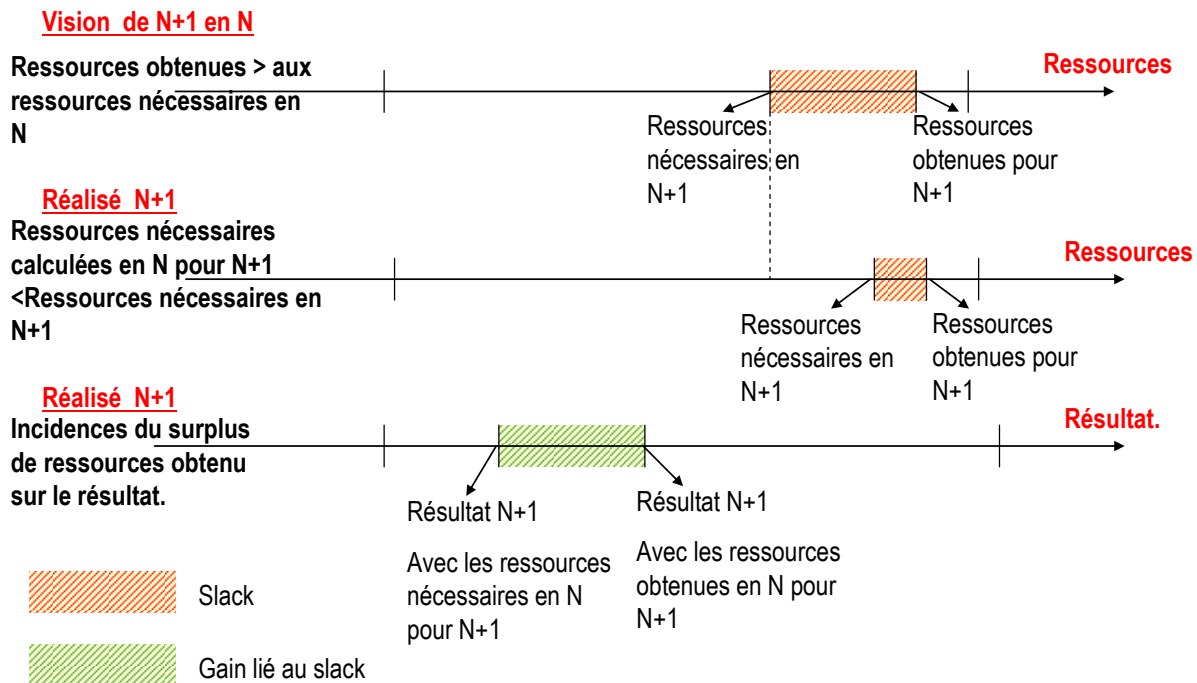 Vision de N+1 en N
Ressources obtenues > aux
ressources nécessaires en
N
Ressources
Ressources
nécessaires en
N+1
Ressources
obtenues pour
N+1
Réalisé N+1
Ressources nécessaires
calculées en N pour N+1
<Ressources nécessaires en
N+1
Ressources
Ressources
nécessaires en
N+1
Ressources
obtenues pour
N+1
Réalisé N+1
Incidences du surplus
de ressources obtenu
sur le résultat.
Résultat.
Résultat N+1
Avec les ressources
nécessaires en N
pour N+1
Résultat N+1
Avec les ressources
obtenues en N pour
N+1
Slack
Gain lié au slack